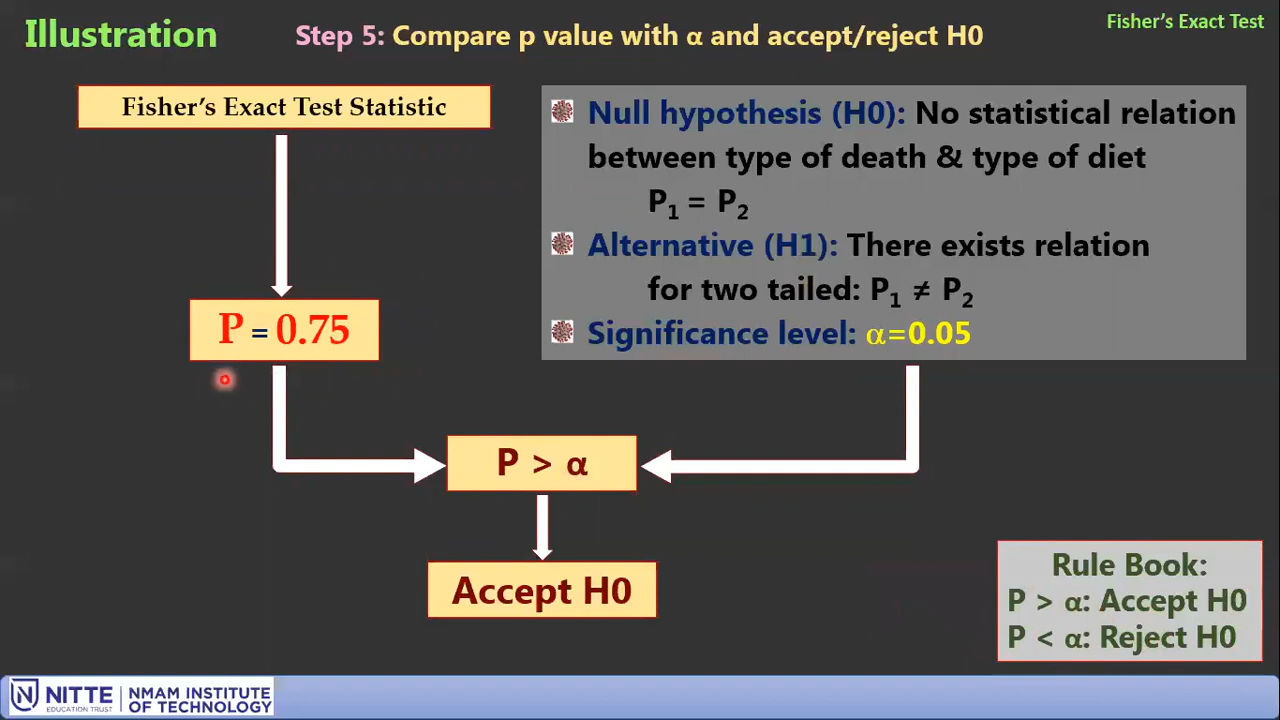 Illustration
Step 5: Compare p value with α and accept/reject H0
Fisher’s Exact Test
Fisher’s Exact Test Statistic
Null hypothesis (H0): No statistical relation
between type of death & type of diet
P₁ = P₂
Alternative (H1): There exists relation
for two tailed: P₁ ≠ P₂
Significance level: α=0.05
P = 0.75
P > α
Accept H0
Rule Book:
P > α: Accept H0
P < α: Reject H0
NITTE
EDUCATION TRUST
NMAM INSTITUTE
OF TECHNOLOGY